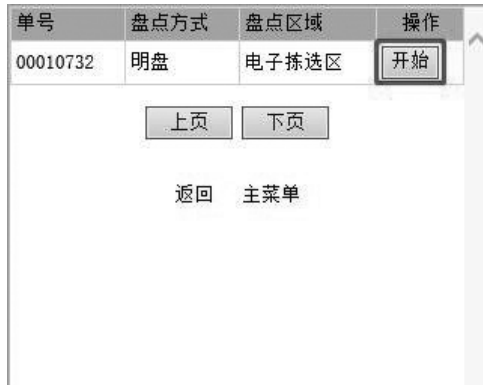 单号 盘点方式 盘点区域 操作
00010732 明盘 电子拣选区 开始
上页 下页
返回 主菜单